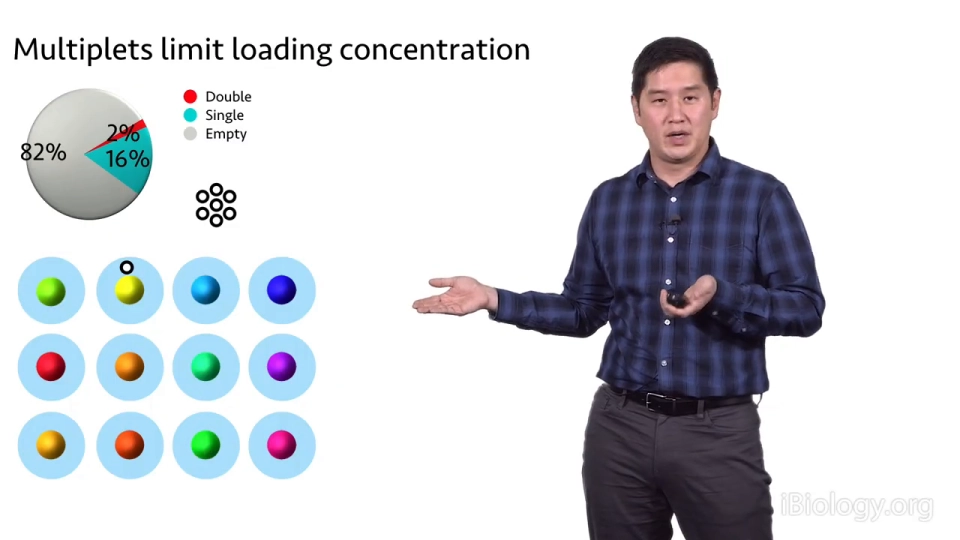 Multiplets limit loading concentration
Double
Single
Empty
2%
82%
16%
iBiology.org